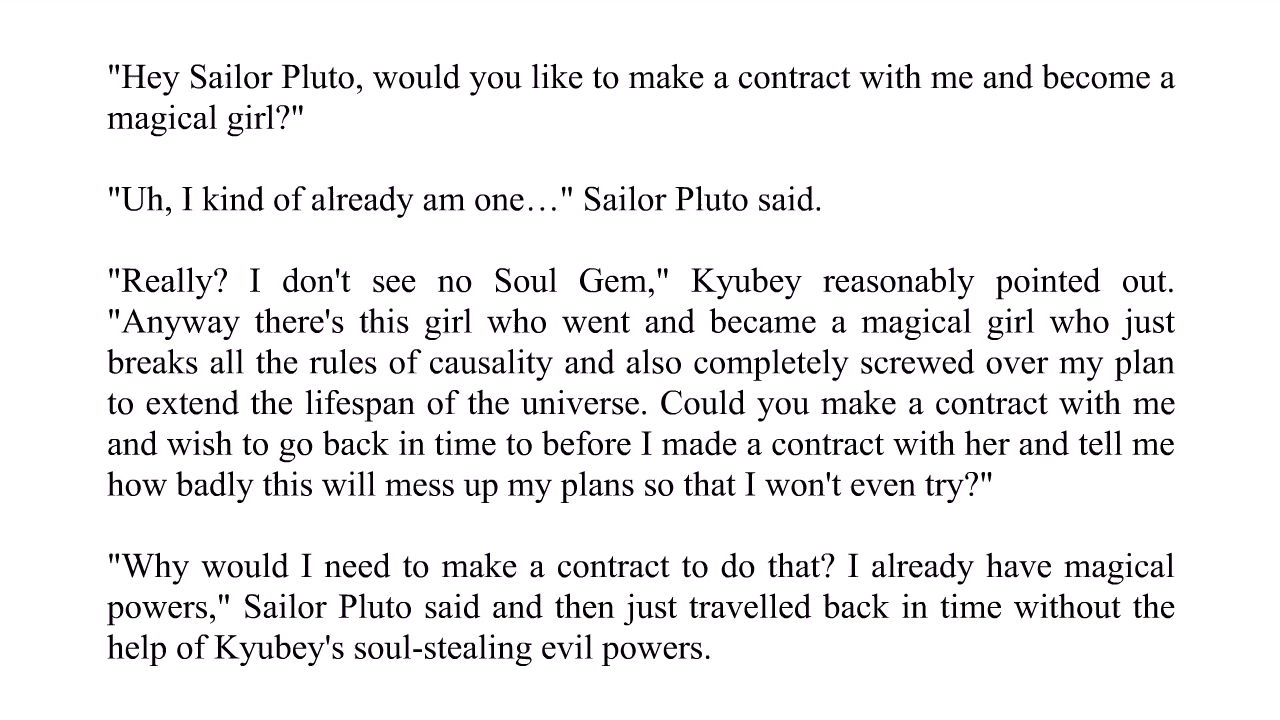 "Hey Sailor Pluto, would you like to make a contract with me and become a
magical girl?"
"Uh, I kind of already am one…" Sailor Pluto said.
"Really? I don't see no Soul Gem," Kyubey reasonably pointed out.
"Anyway there's this girl who went and became a magical girl who just
breaks all the rules of causality and also completely screwed over my plan
to extend the lifespan of the universe. Could you make a contract with me
and wish to go back in time to before I made a contract with her and tell me
how badly this will mess up my plans so that I won't even try?"
"Why would I need to make a contract to do that? I already have magical
powers," Sailor Pluto said and then just travelled back in time without the
help of Kyubey's soul-stealing evil powers.